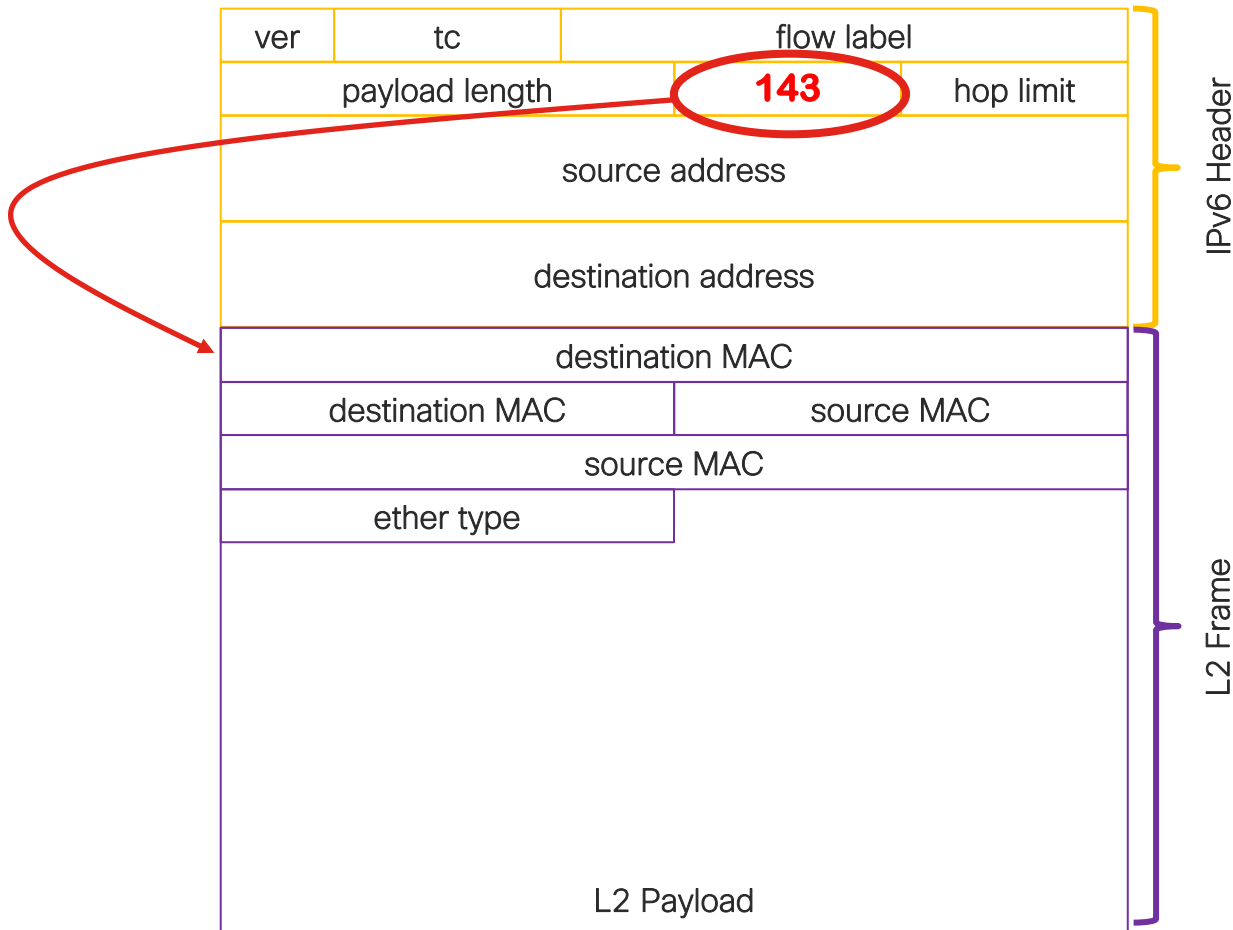 ver tc flow label
payload length 143 hop limit
source address
destination address
IPv6 Header
destination MAC
destination MAC source MAC
source MAC
ether type
L2 Payload
L2 Frame